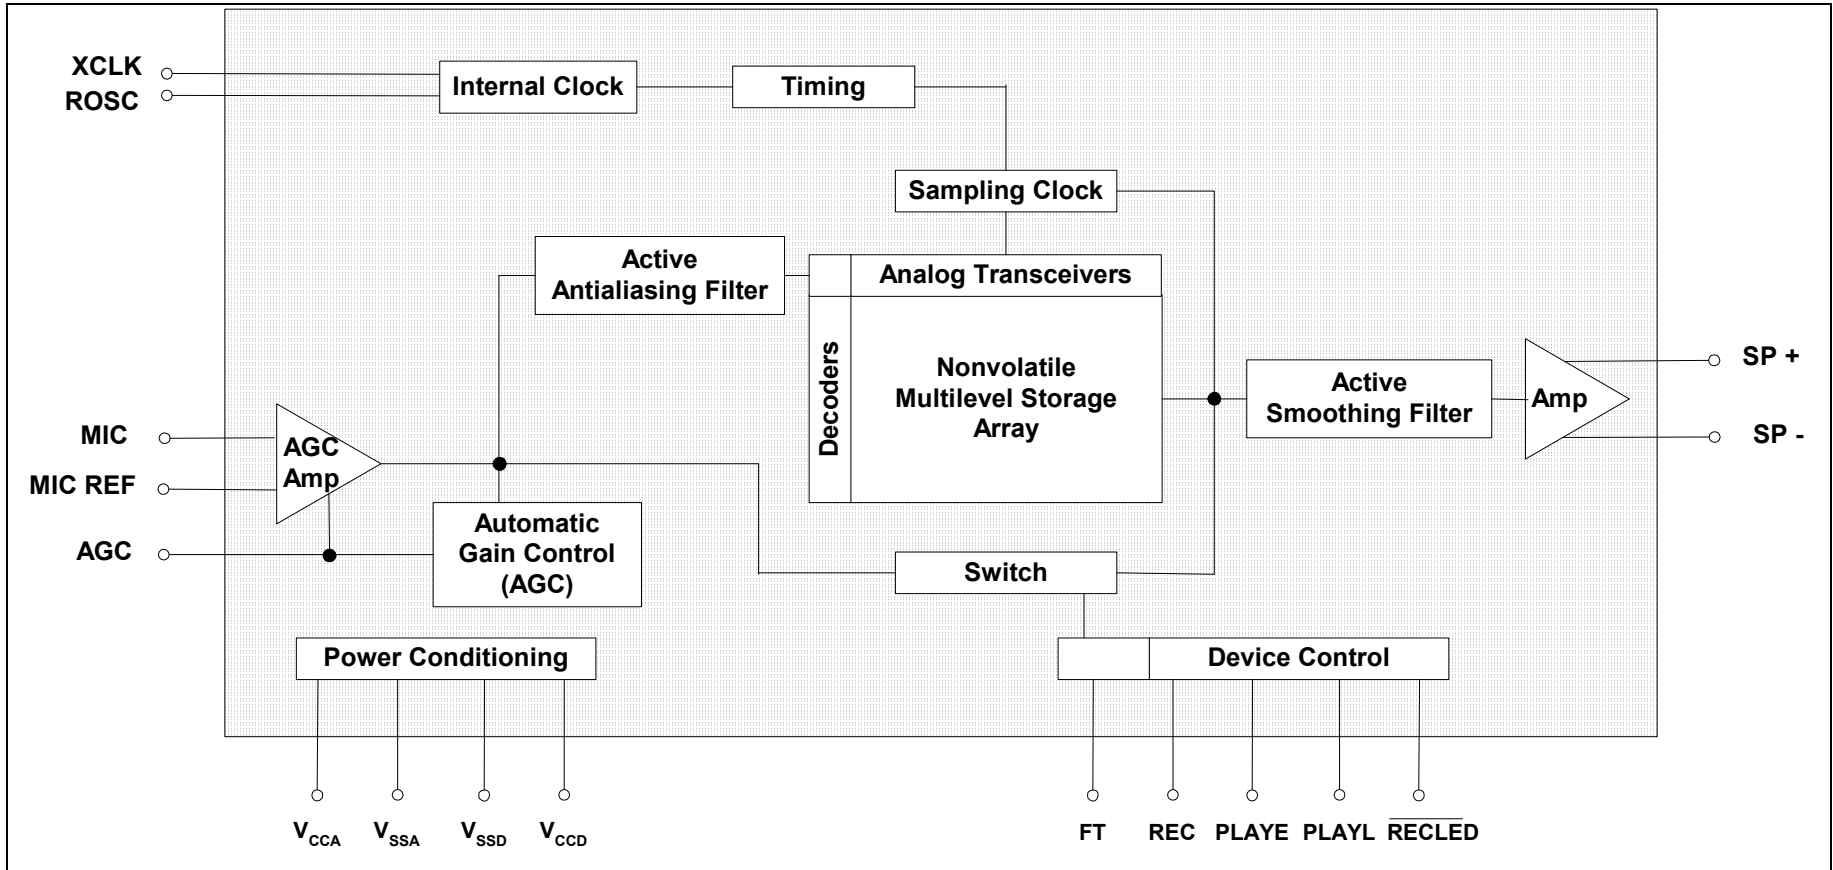 XCLK
ROSC
Internal Clock
Timing
Sampling Clock
Active
Antialiasing Filter
Analog Transceivers
Decoders
Nonvolatile
Multilevel Storage
Array
Active
Smoothing Filter
Amp
SP +
SP -
MIC
MIC REF
AGC
AGC
Amp
Automatic
Gain Control
(AGC)
Switch
Power Conditioning
Device Control
VCCA
VSSA
VSSD
VCCD
FT
REC
PLAYE
PLAYL
RECLED